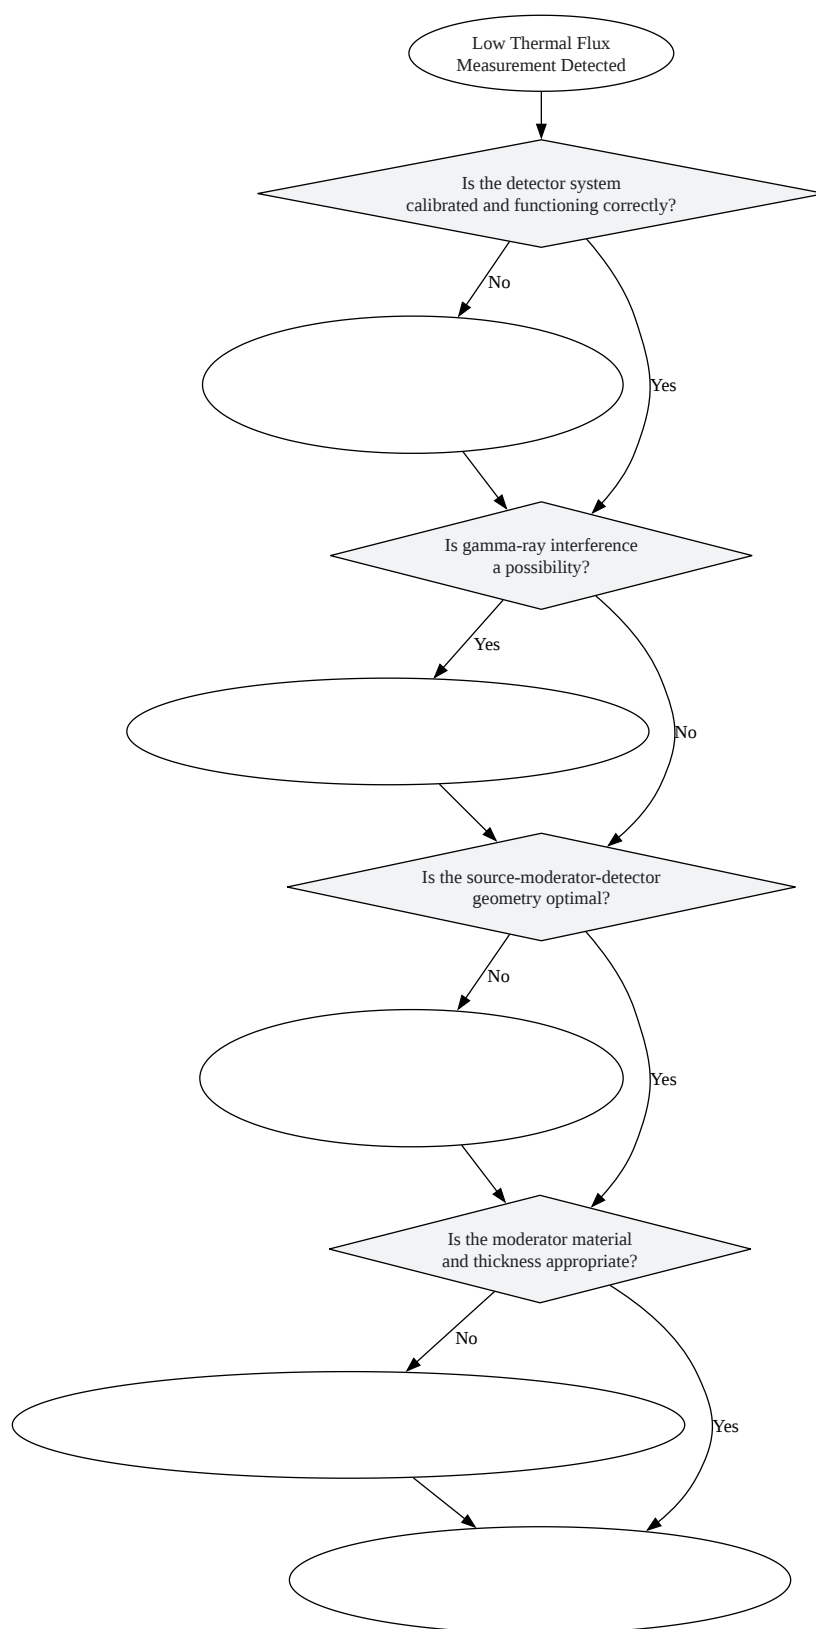 Low Thermal Flux
Measurement Detected
Is the detector system
calibrated and functioning correctly?
No
Yes
Is gamma-ray interference
a possibility?
Yes
No
Is the source-moderator-detector
geometry optimal?
No
Yes
Is the moderator material
and thickness appropriate?
No
Yes